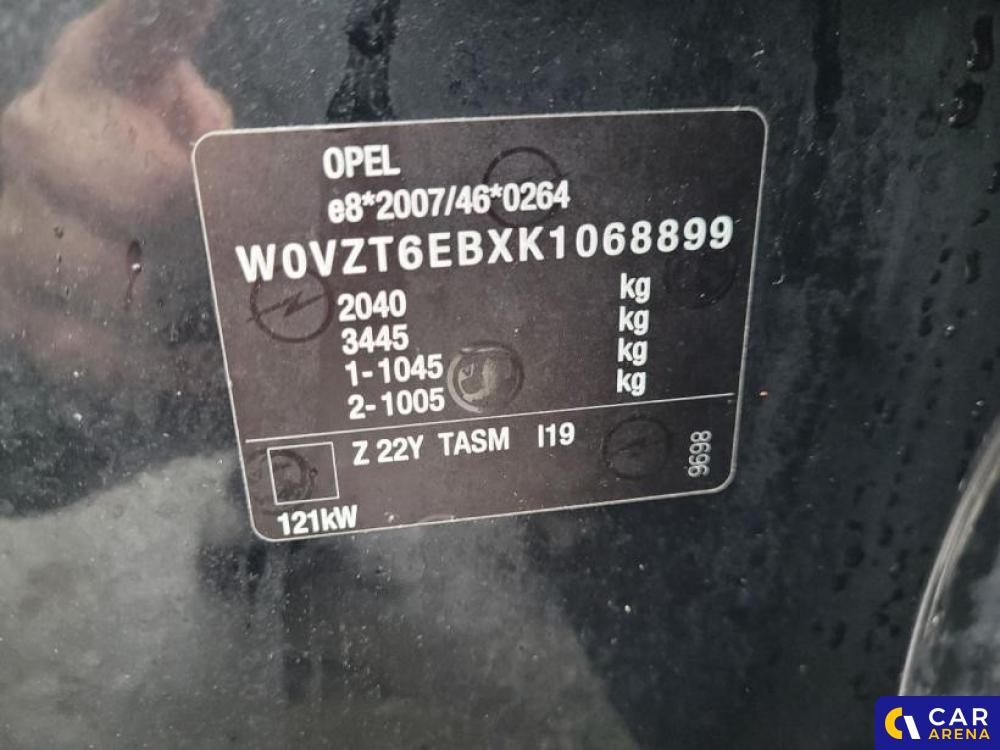 OPEL
e8*2007/46*0264
W0VZT6EBXK1068899
2040 kg
3445 kg
1-1045 kg
2-1005 kg
Z 22Y TASM I19
9698
121kW
CAR
ARENA